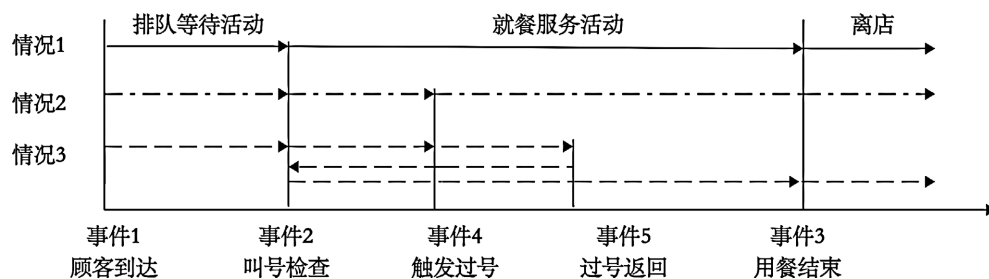 排队等待活动 就餐服务活动 离店
情况1
情况2
情况3
事件1 事件2 事件4 事件5 事件3
顾客到达 叫号检查 触发过号 过号返回 用餐结束